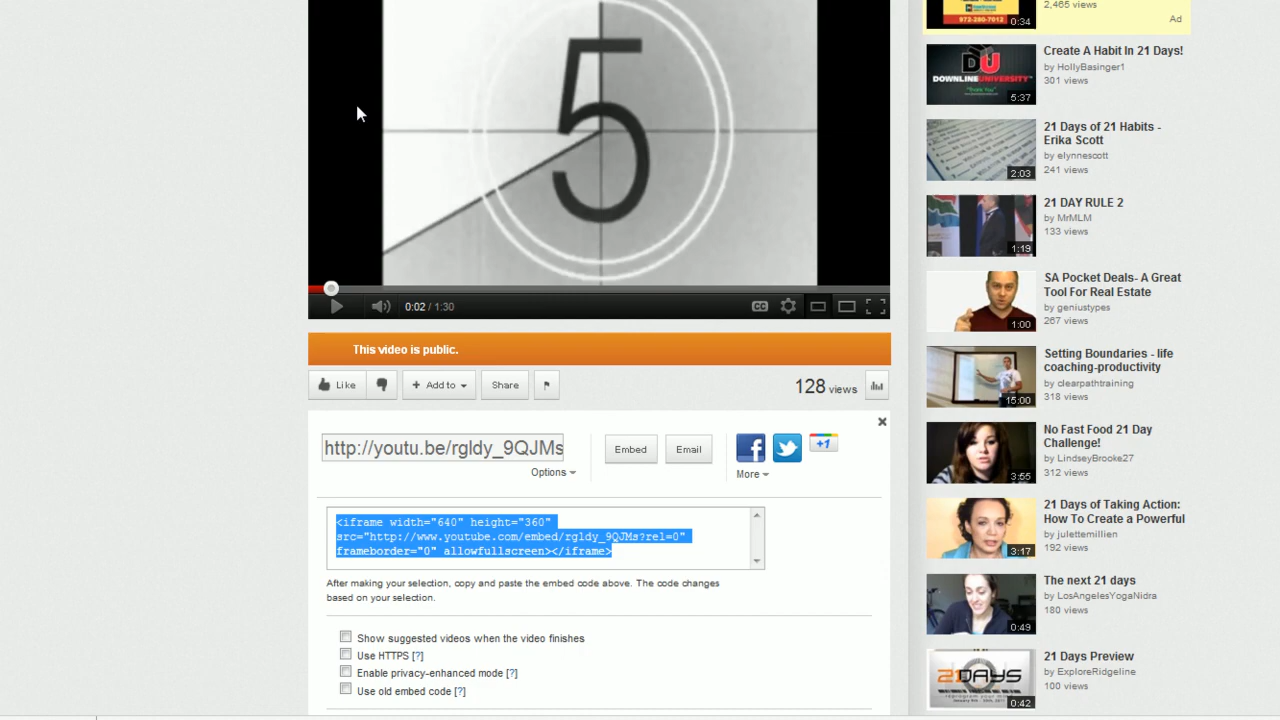 5
0:02 / 1:30
CC
This video is public.
Like
+ Add to
Share
128 views
http://youtu.be/rgldy_9QJMs
Embed
Email
+1
Options
More
<iframe width="640" height="360"
src="http://www.youtube.com/embed/rgldy_9QJMs?rel=0"
frameborder="0" allowfullscreen></iframe>
After making your selection, copy and paste the embed code above. The code changes
based on your selection.
Show suggested videos when the video finishes
Use HTTPS [?]
Enable privacy-enhanced mode [?]
Use old embed code [?]
972-280-7012
0:34
2,465 views
Ad
DU
DOWNLINEUNIVERSITY
5:37
Create A Habit In 21 Days!
by HollyBasinger1
301 views
2:03
21 Days of 21 Habits -
Erika Scott
by elynnescott
241 views
1:19
21 DAY RULE 2
by MrMLM
133 views
1:00
SA Pocket Deals- A Great
Tool For Real Estate
by geniustypes
267 views
15:00
Setting Boundaries - life
coaching-productivity
by clearpathtraining
318 views
3:55
No Fast Food 21 Day
Challenge!
by LindseyBrooke27
312 views
3:17
21 Days of Taking Action:
How To Create a Powerful
by julettemillien
192 views
0:49
The next 21 days
by LosAngelesYogaNidra
180 views
21DAYS
0:42
21 Days Preview
by ExploreRidgeline
100 views